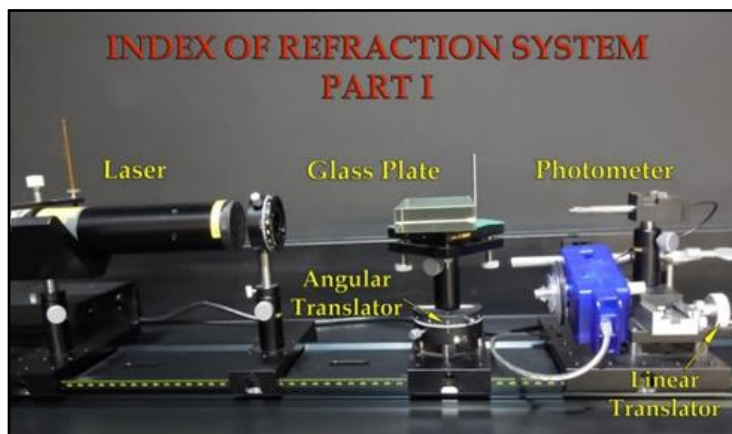 INDEX OF REFRACTION SYSTEM
PART I
Laser
Glass Plate
Photometer
Angular
Translator
Linear
Translator